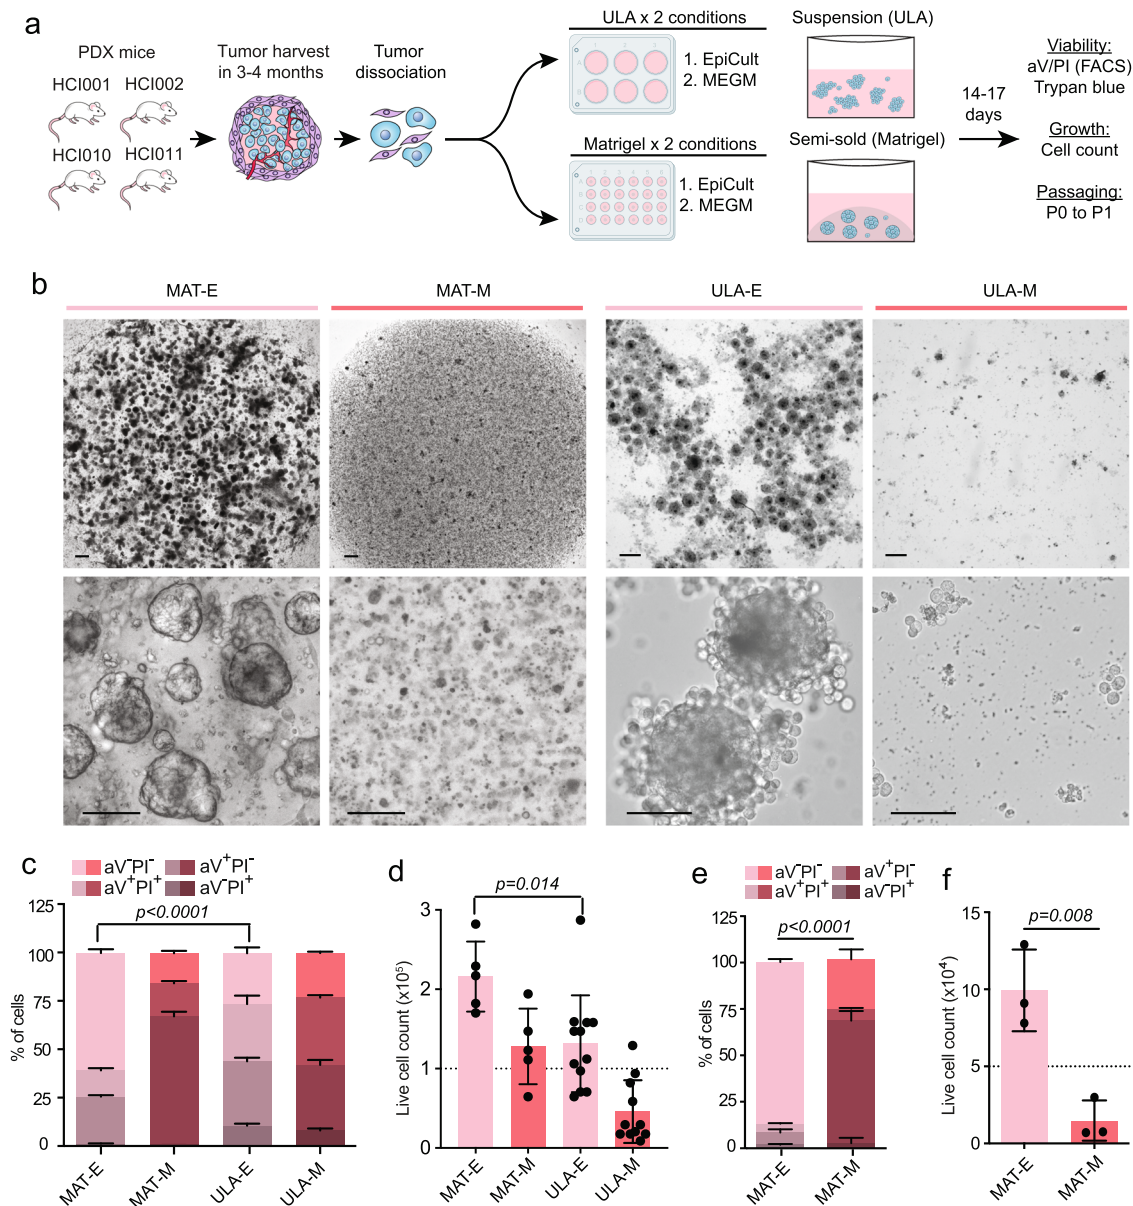 a
PDX mice
HCI001 HCI002
HCI010 HCI011
Tumor harvest
in 3-4 months
Tumor
dissociation
ULA x 2 conditions
1. EpiCult
2. MEGM
Matrigel x 2 conditions
1. EpiCult
2. MEGM
Suspension (ULA)
Semi-sold (Matrigel)
14-17
days
Viability:
aV/PI (FACS)
Trypan blue
Growth:
Cell count
Passaging:
P0 to P1
b
MAT-E MAT-M ULA-E ULA-M
c
aV⁻PI⁻ aV⁺PI⁻
aV⁺PI⁺ aV⁻PI⁺
p<0.0001
% of cells
125
100
75
50
25
0
MAT-E MAT-M ULA-E ULA-M
d
p=0.014
Live cell count (x10⁵)
3
2
1
0
MAT-E MAT-M ULA-E ULA-M
e
aV⁻PI⁻ aV⁺PI⁻
aV⁺PI⁺ aV⁻PI⁺
p<0.0001
% of cells
125
100
75
50
25
0
MAT-E MAT-M
f
p=0.008
Live cell count (x10⁴)
15
10
5
0
MAT-E MAT-M